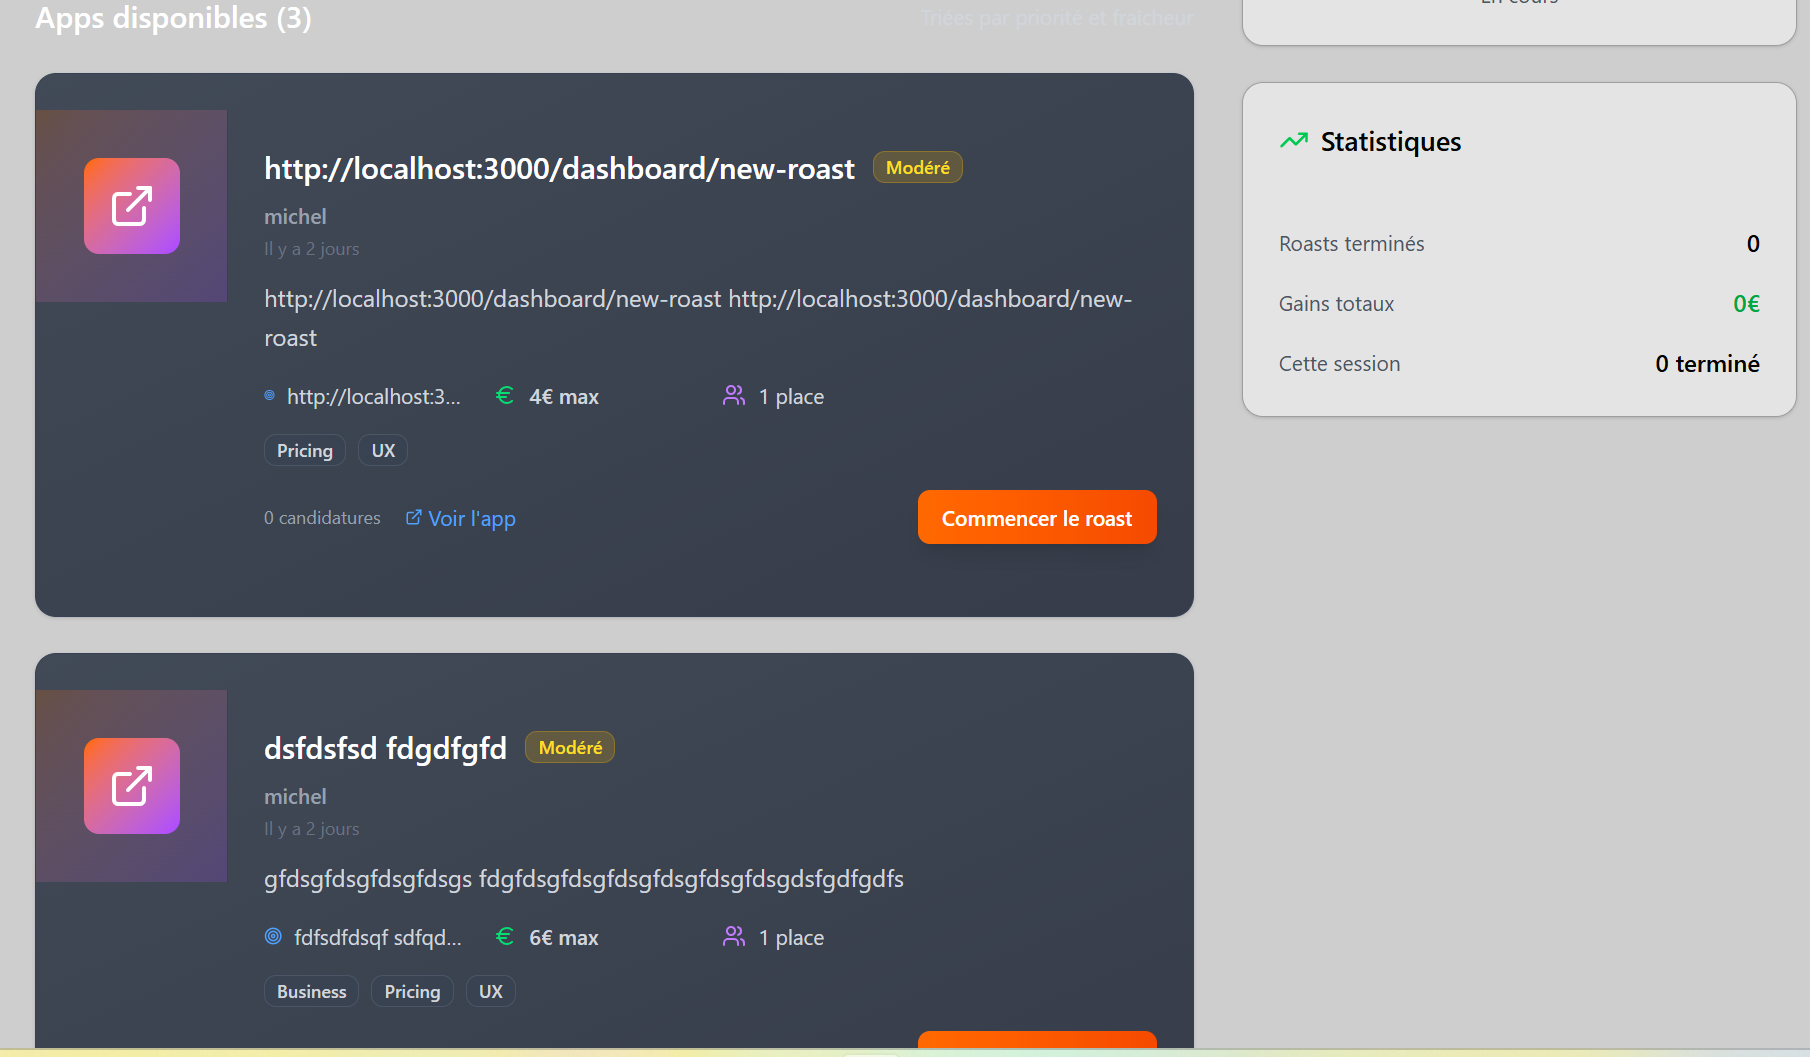 Apps disponibles (3)
Triées par priorité et fraîcheur
http://localhost:3000/dashboard/new-roast
Modéré
michel
Il y a 2 jours
http://localhost:3000/dashboard/new-roast http://localhost:3000/dashboard/new-
roast
http://localhost:3...
4€ max
1 place
Pricing
UX
0 candidatures
Voir l'app
Commencer le roast
dsfdsfsd fdgdfgfd
Modéré
michel
Il y a 2 jours
gfdsgfdsgfdsgfdsgs fdgfdsgfdsgfdsgfdsgfdsgfdsgdsfgdfgdfs
fdfsdfdsqf sdfqd...
6€ max
1 place
Business
Pricing
UX
En cours
Statistiques
Roasts terminés
0
Gains totaux
0€
Cette session
0 terminé